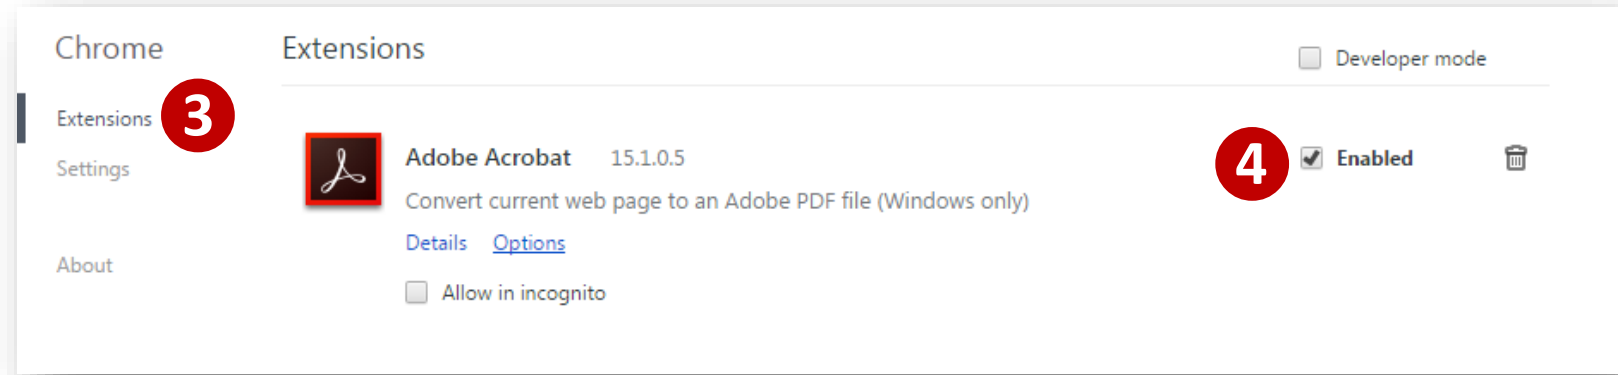 Chrome
Extensions
Developer mode
Extensions
3
Settings
About
Adobe Acrobat 15.1.0.5
4
Enabled
Convert current web page to an Adobe PDF file (Windows only)
Details Options
Allow in incognito